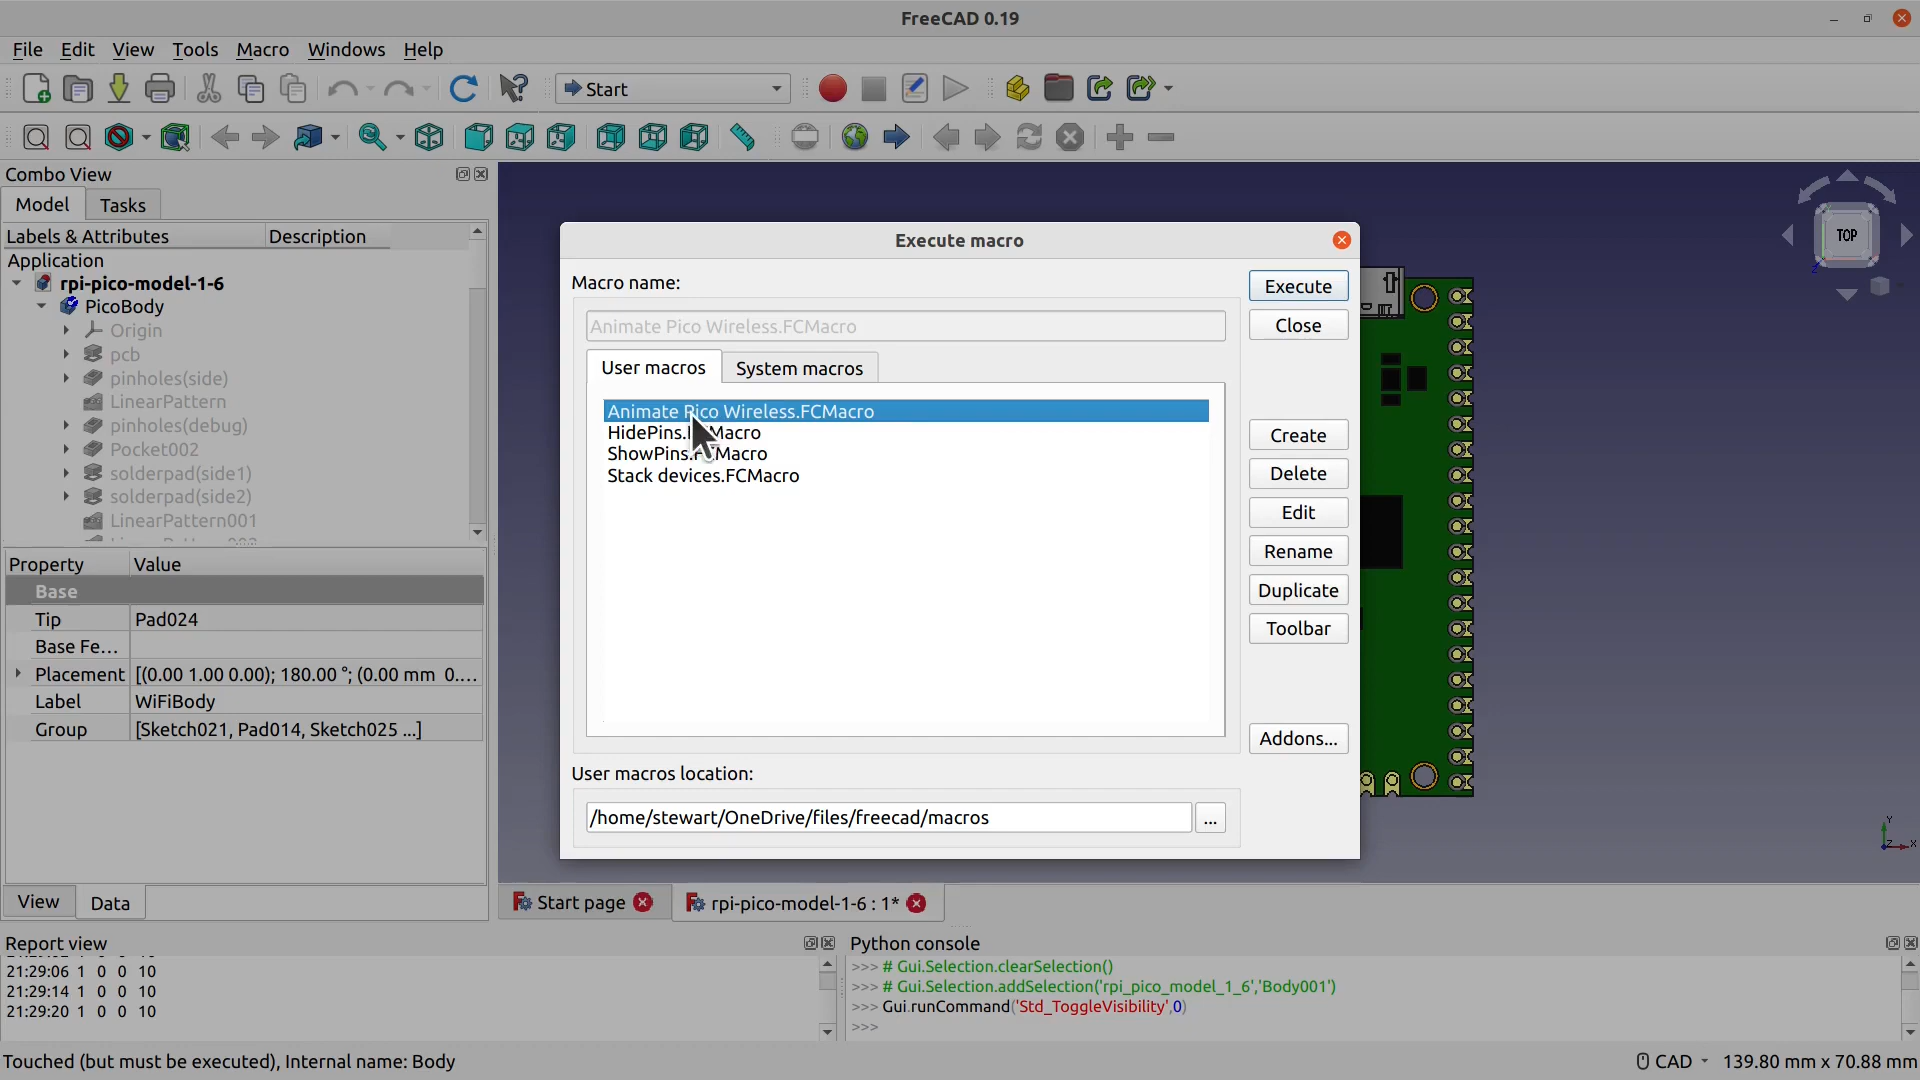 FreeCAD 0.19
File Edit View Tools Macro Windows Help
Start
Combo View
Model Tasks
Labels & Attributes Description
Application
rpi-pico-model-1-6
PicoBody
Origin
pcb
pinholes(side)
LinearPattern
pinholes(debug)
Pocket002
solderpad(side1)
solderpad(side2)
LinearPattern001
Property Value
Base
Tip Pad024
Base Fe...
Placement [(0.00 1.00 0.00); 180.00 °; (0.00 mm 0....
Label WiFiBody
Group [Sketch021, Pad014, Sketch025 ...]
View Data
Execute macro
Macro name:
Animate Pico Wireless.FCMacro
User macros System macros
Animate Pico Wireless.FCMacro
HidePins.FCMacro
ShowPins.FCMacro
Stack devices.FCMacro
User macros location:
/home/stewart/OneDrive/files/freecad/macros
...
Execute
Close
Create
Delete
Edit
Rename
Duplicate
Toolbar
Addons...
TOP
Z
Y
Z X
Start page rpi-pico-model-1-6 : 1*
Report view
21:29:06 1 0 0 10
21:29:14 1 0 0 10
21:29:20 1 0 0 10
Python console
>>> # Gui.Selection.clearSelection()
>>> # Gui.Selection.addSelection('rpi_pico_model_1_6','Body001')
>>> Gui.runCommand('Std_ToggleVisibility',0)
>>>
Touched (but must be executed), Internal name: Body
CAD 139.80 mm x 70.88 mm